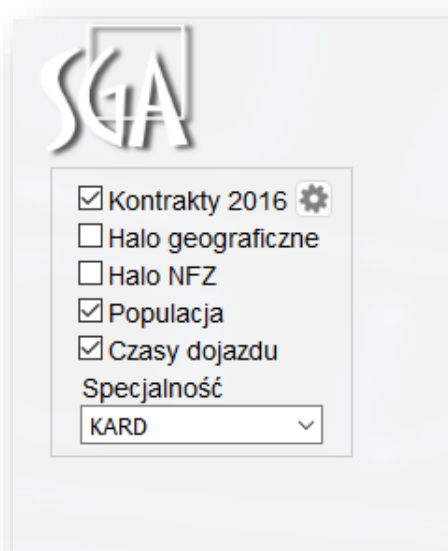 SGA
Kontrakty 2016
Halo geograficzne
Halo NFZ
Populacja
Czasy dojazdu
Specjalność
KARD